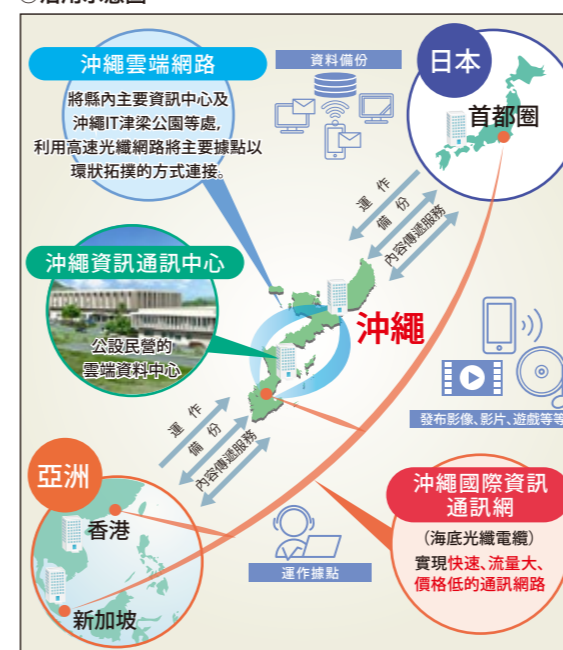 沖繩雲端網路
將縣內主要資訊中心及
沖繩IT津梁公園等處,
利用高速光纖網路將主要據點以
環狀拓撲的方式連接。
資料備份
日本
首都圈
運作
備份
內容傳遞服務
沖繩資訊通訊中心
公設民營的
雲端資料中心
沖繩
發布影像、影片、遊戲等等
運作
備份
內容傳遞服務
亞洲
香港
新加坡
運作據點
沖繩國際資訊
通訊網
(海底光纖電纜)
實現快速、流量大、
價格低的通訊網路